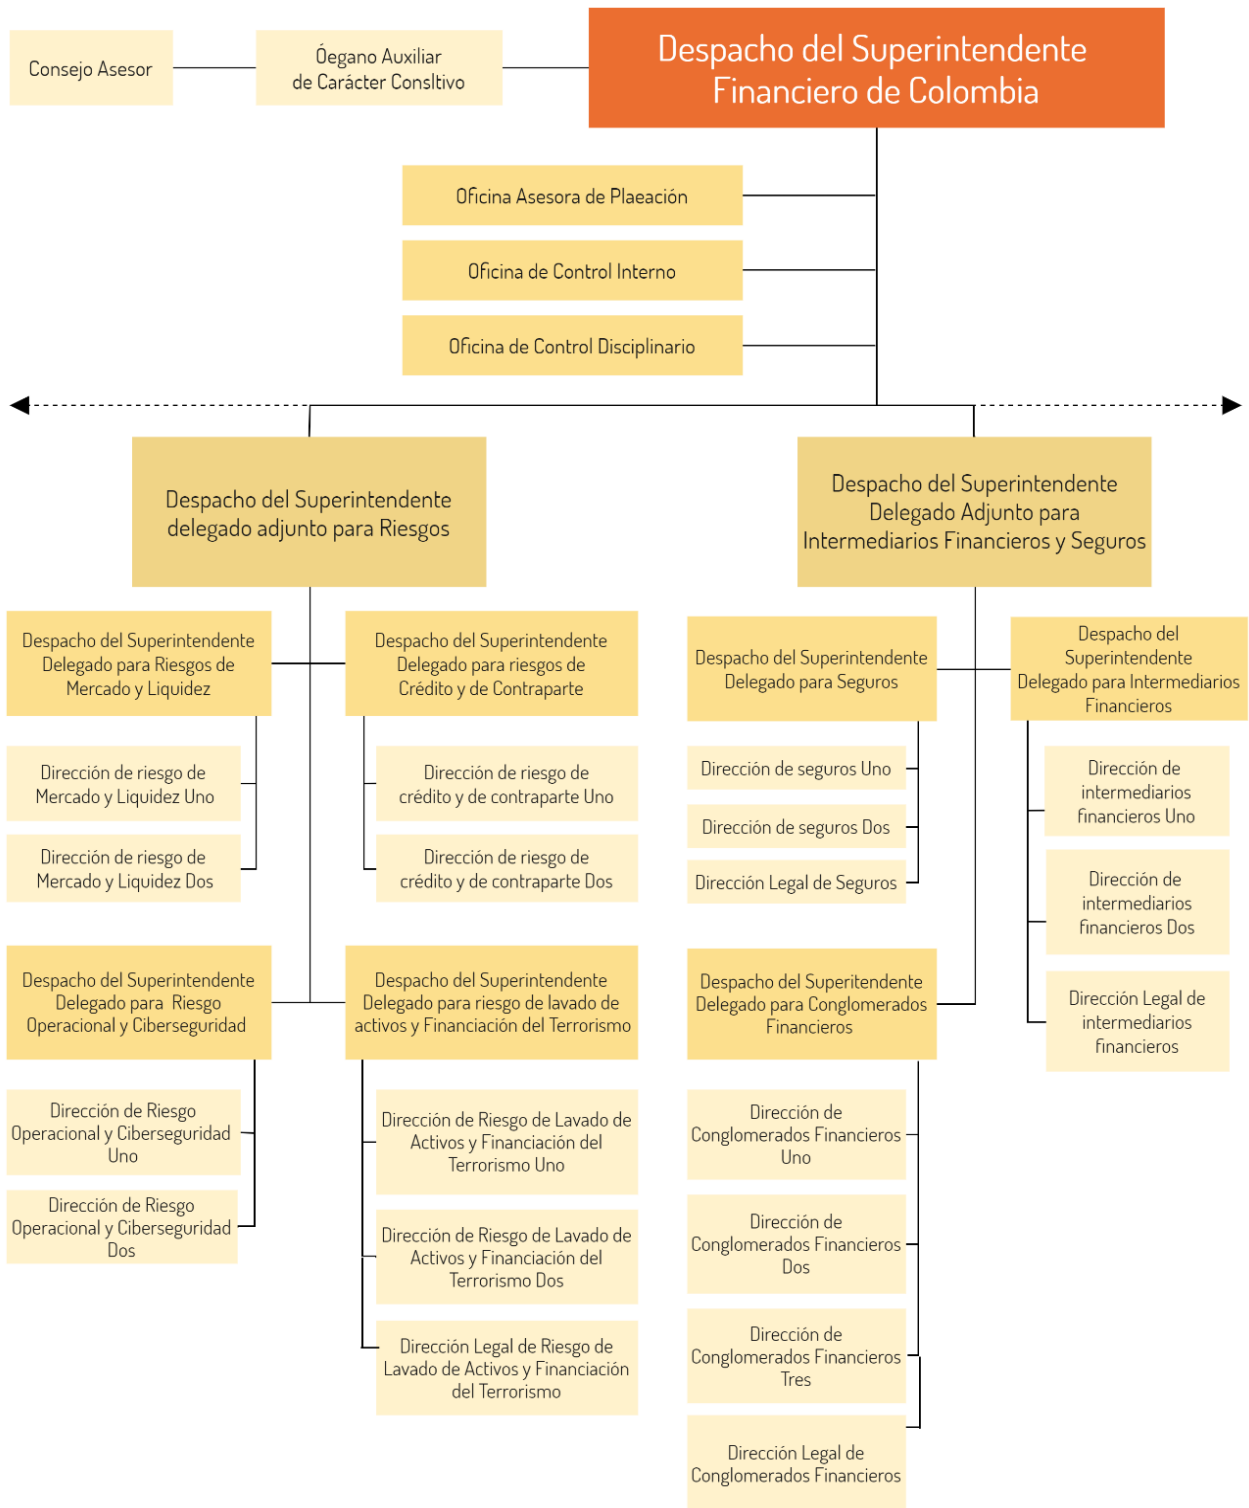 Consejo Asesor
Óegano Auxiliar
de Carácter Consltivo
Despacho del Superintendente
Financiero de Colombia
Oficina Asesora de Plaeación
Oficina de Control Interno
Oficina de Control Disciplinario
Despacho del Superintendente
delegado adjunto para Riesgos
Despacho del Superintendente
Delegado Adjunto para
Intermediarios Financieros y Seguros
Despacho del Superintendente
Delegado para Riesgos de
Mercado y Liquidez
Despacho del Superintendente
Delegado para riesgos de
Crédito y de Contraparte
Dirección de riesgo de
Mercado y Liquidez Uno
Dirección de riesgo de
Mercado y Liquidez Dos
Dirección de riesgo de
crédito y de contraparte Uno
Dirección de riesgo de
crédito y de contraparte Dos
Despacho del Superintendente
Delegado para Riesgo
Operacional y Ciberseguridad
Despacho del Superintendente
Delegado para riesgo de lavado de
activos y Financiación del Terrorismo
Dirección de Riesgo
Operacional y Ciberseguridad
Uno
Dirección de Riesgo
Operacional y Ciberseguridad
Dos
Dirección de Riesgo de Lavado de
Activos y Financiación del
Terrorismo Uno
Dirección de Riesgo de Lavado de
Activos y Financiación del
Terrorismo Dos
Dirección Legal de Riesgo de
Lavado de Activos y Financiación
del Terrorismo
Despacho del Superintendente
Delegado para Seguros
Despacho del
Superintendente
Delegado para Intermediarios
Financieros
Dirección de seguros Uno
Dirección de seguros Dos
Dirección Legal de Seguros
Dirección de
intermediarios
financieros Uno
Dirección de
intermediarios
financieros Dos
Dirección Legal de
intermediarios
financieros
Despacho del Superitendente
Delegado para Conglomerados
Financieros
Dirección de
Conglomerados Financieros
Uno
Dirección de
Conglomerados Financieros
Dos
Dirección de
Conglomerados Financieros
Tres
Dirección Legal de
Conglomerados Financieros